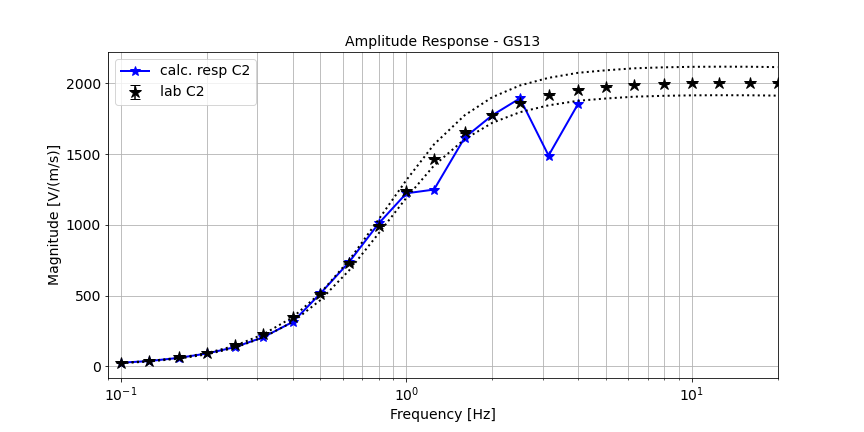 Amplitude Response - GS13
calc. resp C2
lab C2
Magnitude [V/(m/s)]
2000
1500
1000
500
0
10⁻¹
10⁰
10¹
Frequency [Hz]